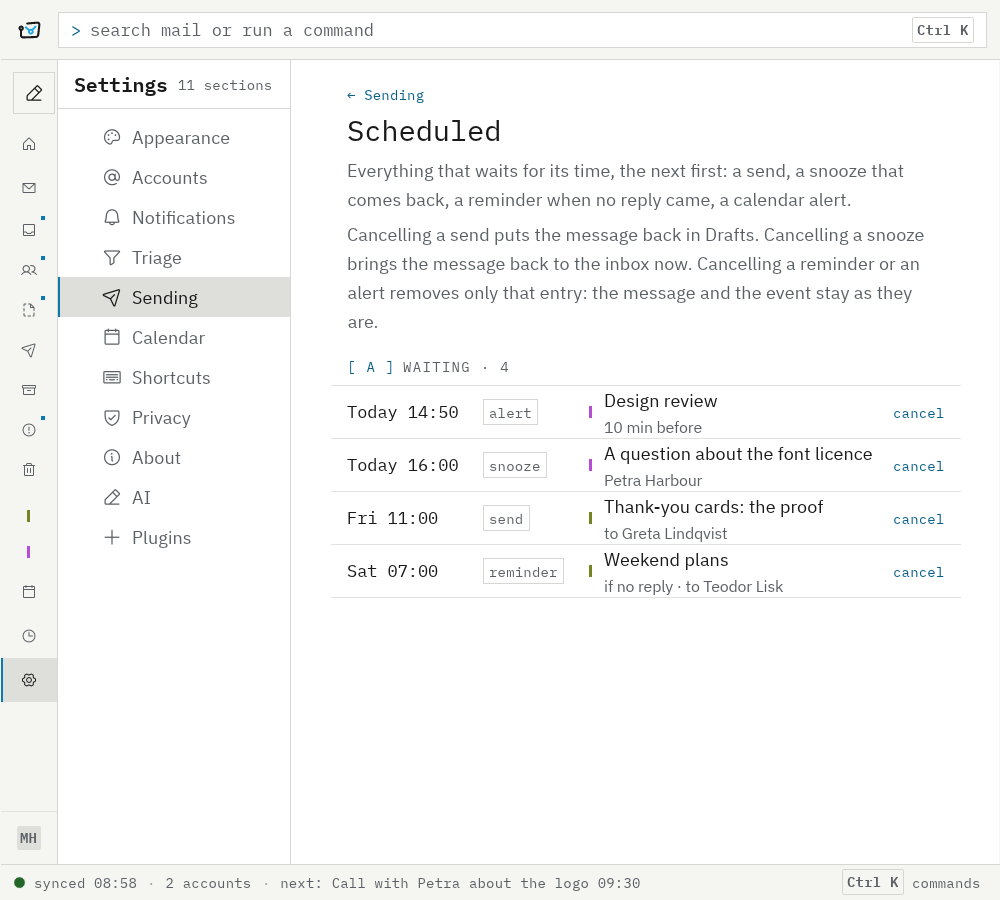 > search mail or run a command Ctrl K
Settings 11 sections
Appearance
Accounts
Notifications
Triage
Sending
Calendar
Shortcuts
Privacy
About
AI
Plugins
← Sending
Scheduled
Everything that waits for its time, the next first: a send, a snooze that
comes back, a reminder when no reply came, a calendar alert.
Cancelling a send puts the message back in Drafts. Cancelling a snooze
brings the message back to the inbox now. Cancelling a reminder or an
alert removes only that entry: the message and the event stay as they
are.
[ A ] WAITING · 4
Today 14:50 alert Design review cancel
10 min before
Today 16:00 snooze A question about the font licence cancel
Petra Harbour
Fri 11:00 send Thank-you cards: the proof cancel
to Greta Lindqvist
Sat 07:00 reminder Weekend plans cancel
if no reply · to Teodor Lisk
MH
synced 08:58 · 2 accounts · next: Call with Petra about the logo 09:30 Ctrl K commands